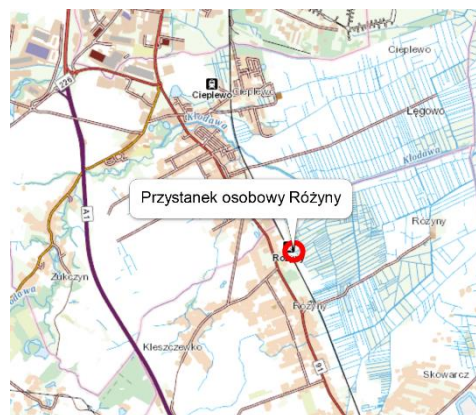 Cieplewo
226
Cieplewo
Cieplewo
Kłodawa
Łęgowo
Kłodawa
Przystanek osobowy Różyny
A1
Różyny
Żukczyn
Różyny
Kleszczewko
91
Skowarcz